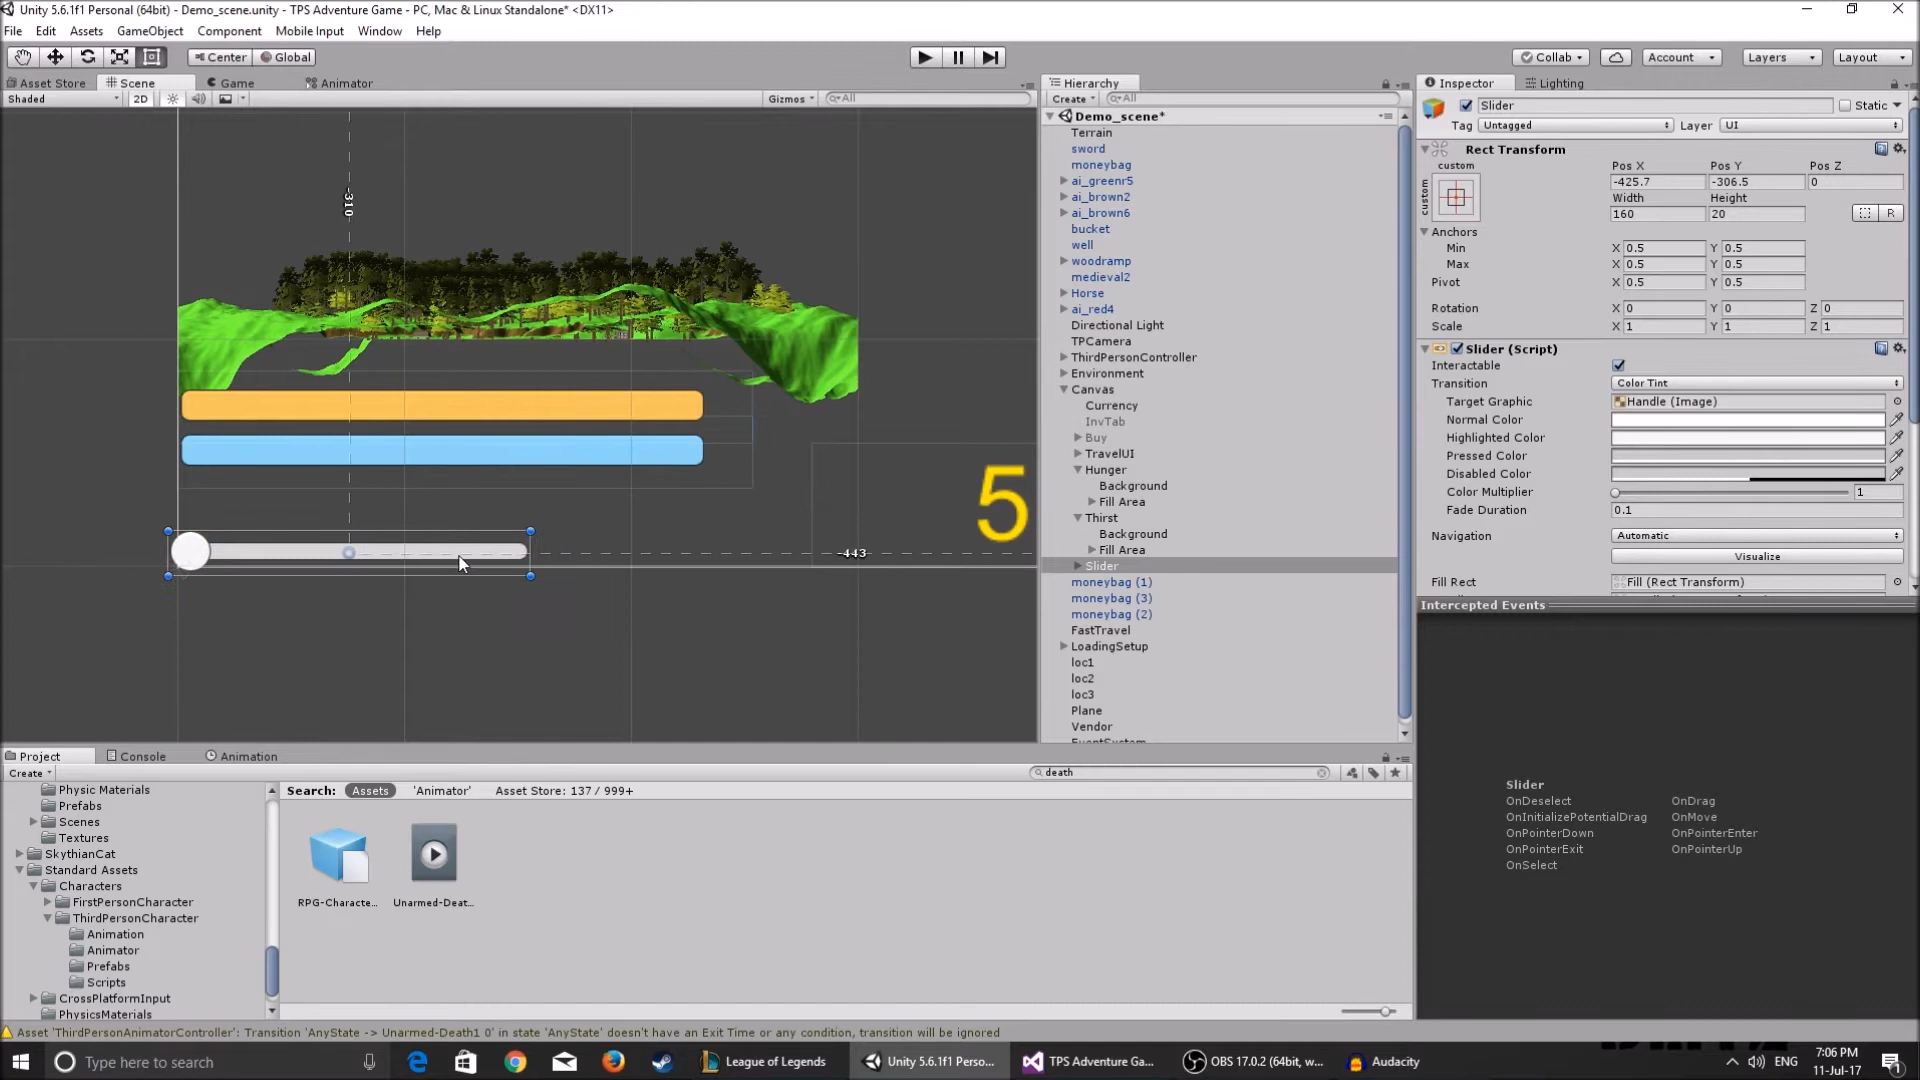 Unity 5.6.1f1 Personal (64bit) - Demo_scene.unity - TPS Adventure Game - PC, Mac & Linux Standalone* <DX11>
File Edit Assets GameObject Component Mobile Input Window Help
Center Global Collab Account Layers Layout
Asset Store Scene Game Animator
Shaded 2D Gizmos All
-310
5
-443
Hierarchy
Create All
Demo_scene*
Terrain
sword
moneybag
ai_greenr5
ai_brown2
ai_brown6
bucket
well
woodramp
medieval2
Horse
ai_red4
Directional Light
TPCamera
ThirdPersonController
Environment
Canvas
Currency
InvTab
Buy
TravelUI
Hunger
Background
Fill Area
Thirst
Background
Fill Area
Slider
moneybag (1)
moneybag (3)
moneybag (2)
FastTravel
LoadingSetup
loc1
loc2
loc3
Plane
Vendor
EventSystem
Inspector Lighting
Slider Static
Tag Untagged Layer UI
Rect Transform
custom
custom
Pos X Pos Y Pos Z
-425.7 -306.5 0
Width Height
160 20
R
Anchors
Min X 0.5 Y 0.5
Max X 0.5 Y 0.5
Pivot X 0.5 Y 0.5
Rotation X 0 Y 0 Z 0
Scale X 1 Y 1 Z 1
Slider (Script)
Interactable
Transition Color Tint
Target Graphic Handle (Image)
Normal Color
Highlighted Color
Pressed Color
Disabled Color
Color Multiplier 1
Fade Duration 0.1
Navigation Automatic
Visualize
Fill Rect Fill (Rect Transform)
Intercepted Events
Slider
OnDeselect OnDrag
OnInitializePotentialDrag OnMove
OnPointerDown OnPointerEnter
OnPointerExit OnPointerUp
OnSelect
Project Console Animation
Create death
Physic Materials
Prefabs
Scenes
Textures
SkythianCat
Standard Assets
Characters
FirstPersonCharacter
ThirdPersonCharacter
Animation
Animator
Prefabs
Scripts
CrossPlatformInput
PhysicsMaterials
Search: Assets 'Animator' Asset Store: 137 / 999+
RPG-Characte... Unarmed-Deat...
Asset 'ThirdPersonAnimatorController': Transition 'AnyState -> Unarmed-Death1 0' in state 'AnyState' doesn't have an Exit Time or any condition, transition will be ignored
Type here to search
League of Legends
Unity 5.6.1f1 Perso...
TPS Adventure Ga...
OBS 17.0.2 (64bit, w...
Audacity
ENG
7:06 PM
11-Jul-17
1